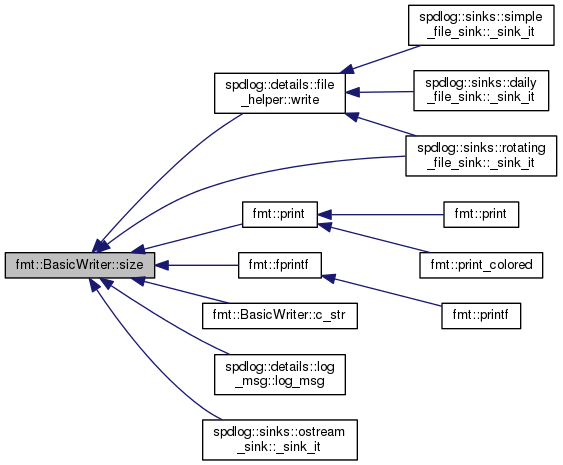 spdlog::sinks::simple
_file_sink::_sink_it
spdlog::details::file
_helper::write
spdlog::sinks::daily
_file_sink::_sink_it
spdlog::sinks::rotating
_file_sink::_sink_it
fmt::print
fmt::print
fmt::BasicWriter::size
fmt::fprintf
fmt::print_colored
fmt::BasicWriter::c_str
fmt::printf
spdlog::details::log
_msg::log_msg
spdlog::sinks::ostream
_sink::_sink_it